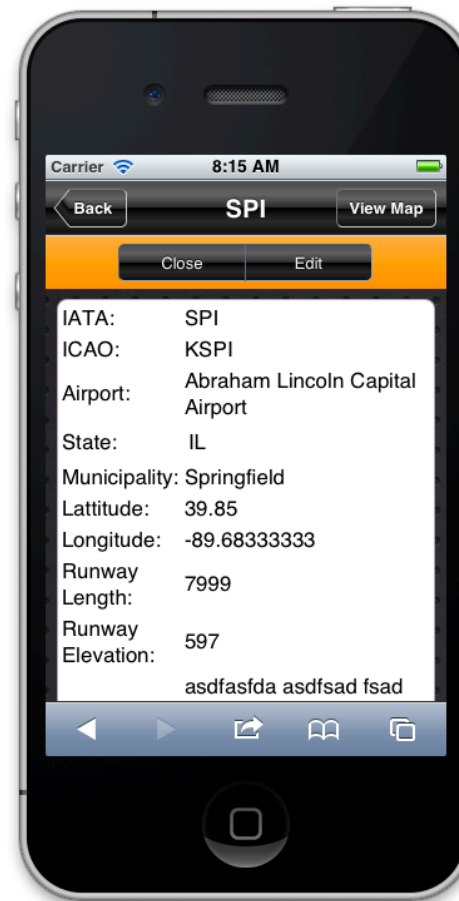 Carrier 8:15 AM
Back SPI View Map
Close Edit
IATA: SPI
ICAO: KSPI
Airport: Abraham Lincoln Capital
Airport
State: IL
Municipality: Springfield
Lattitude: 39.85
Longitude: -89.68333333
Runway
Length: 7999
Runway
Elevation: 597
asdfasfda asdfsad fsad